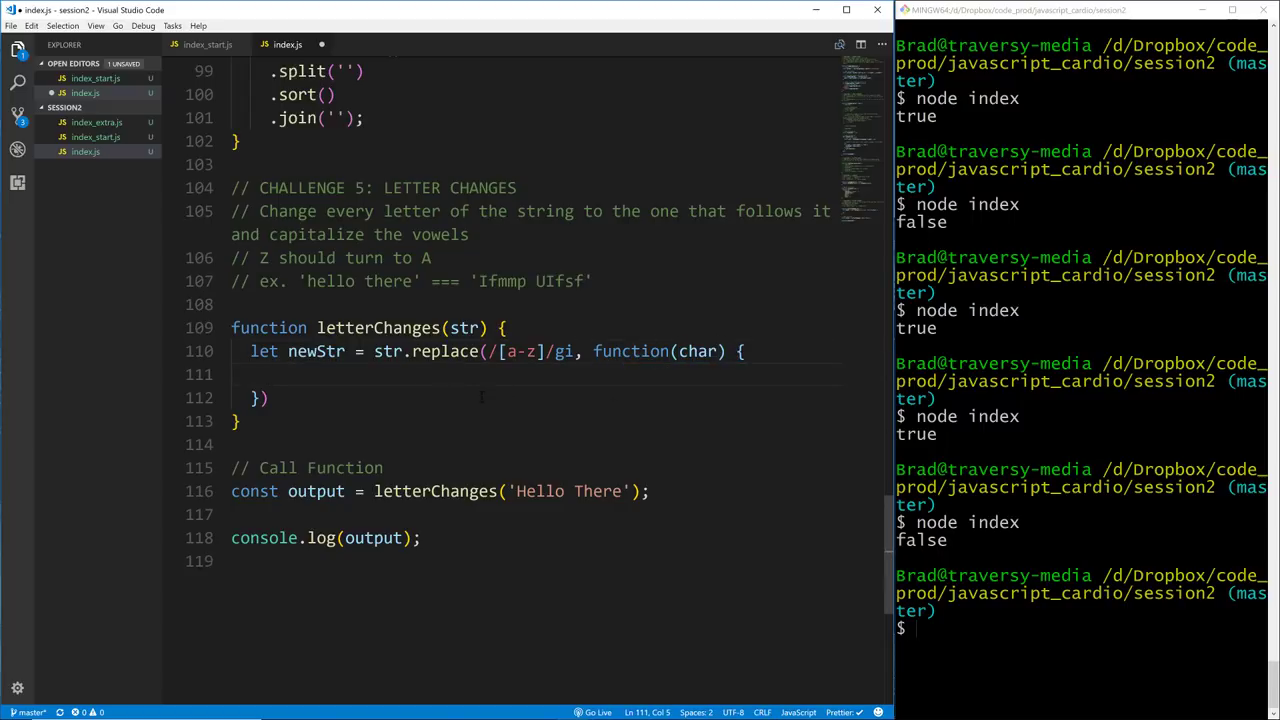 index.js - session2 - Visual Studio Code
File Edit Selection View Go Debug Tasks Help
EXPLORER
OPEN EDITORS 1 UNSAVED
JS index_start.js U
JS index.js U
SESSION2
JS index_extra.js U
JS index_start.js U
JS index.js U
JS index_start.js JS index.js
99 .split('')
100 .sort()
101 .join('');
102 }
103
104 // CHALLENGE 5: LETTER CHANGES
105 // Change every letter of the string to the one that follows it
and capitalize the vowels
106 // Z should turn to A
107 // ex. 'hello there' === 'Ifmmp UIfsf'
108
109 function letterChanges(str) {
110 let newStr = str.replace(/[a-z]/gi, function(char) {
111
112 })
113 }
114
115 // Call Function
116 const output = letterChanges('Hello There');
117
118 console.log(output);
119
1
3
master* 0 0 Go Live Ln 111, Col 5 Spaces: 2 UTF-8 CRLF JavaScript Prettier: ✓
MINGW64:/d/Dropbox/code_prod/javascript_cardio/session2
Brad@traversy-media /d/Dropbox/code_
prod/javascript_cardio/session2 (mas
ter)
$ node index
true
Brad@traversy-media /d/Dropbox/code_
prod/javascript_cardio/session2 (mas
ter)
$ node index
false
Brad@traversy-media /d/Dropbox/code_
prod/javascript_cardio/session2 (mas
ter)
$ node index
true
Brad@traversy-media /d/Dropbox/code_
prod/javascript_cardio/session2 (mas
ter)
$ node index
true
Brad@traversy-media /d/Dropbox/code_
prod/javascript_cardio/session2 (mas
ter)
$ node index
false
Brad@traversy-media /d/Dropbox/code_
prod/javascript_cardio/session2 (mas
ter)
$